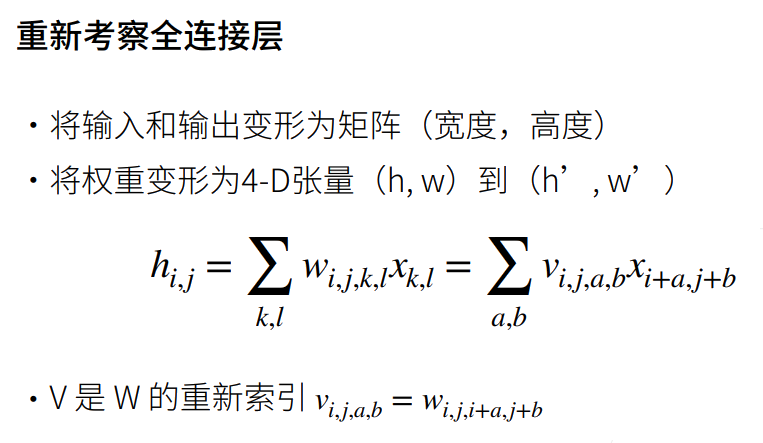 重新考察全连接层
• 将输入和输出变形为矩阵（宽度，高度）
• 将权重变形为4-D张量（h, w）到（h’, w’）
h_{i,j} = ∑_{k,l} w_{i,j,k,l} x_{k,l} = ∑_{a,b} v_{i,j,a,b} x_{i+a,j+b}
• V 是 W 的重新索引 v_{i,j,a,b} = w_{i,j,i+a,j+b}